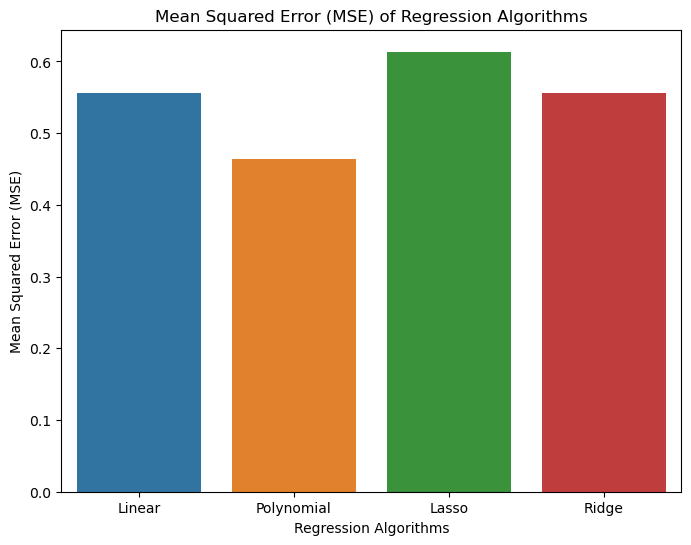 Mean Squared Error (MSE) of Regression Algorithms
Mean Squared Error (MSE)
0.6
0.5
0.4
0.3
0.2
0.1
0.0
Linear
Polynomial
Lasso
Ridge
Regression Algorithms